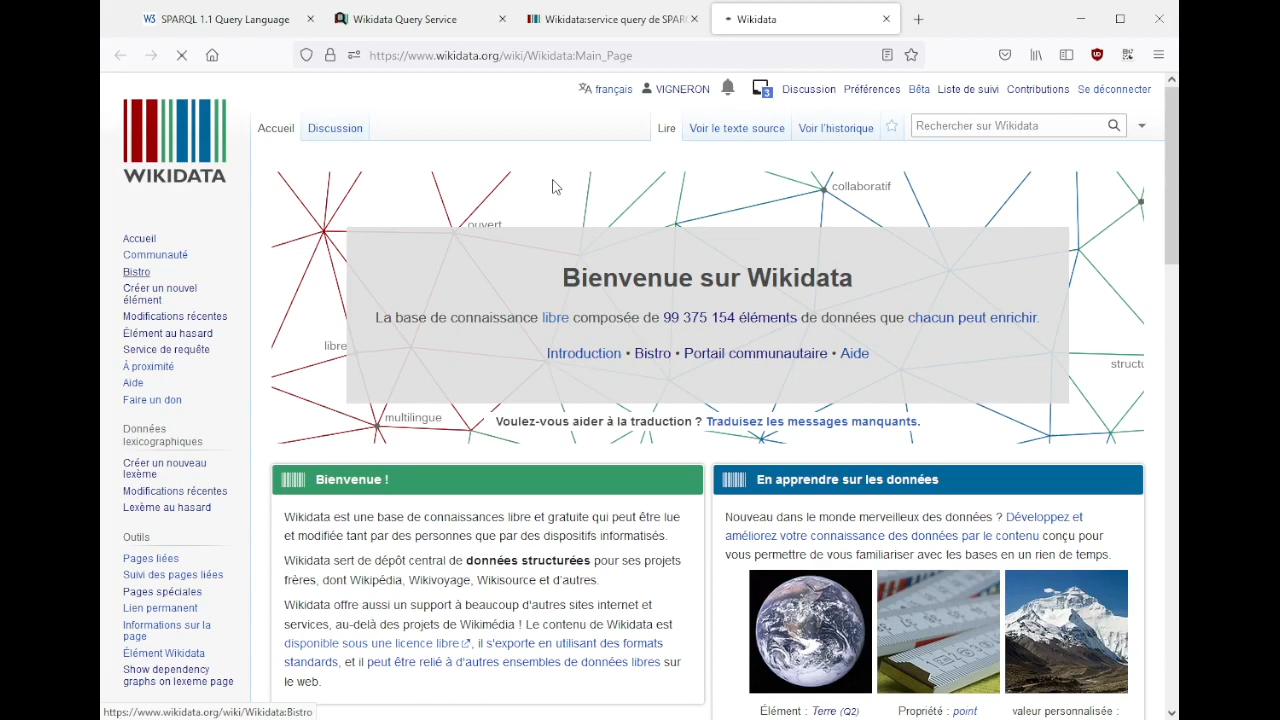 SPARQL 1.1 Query Language
Wikidata Query Service
Wikidata:service query de SPAR
Wikidata
https://www.wikidata.org/wiki/Wikidata:Main_Page
français VIGNERON 3 Discussion Préférences Bêta Liste de suivi Contributions Se déconnecter
Accueil Discussion Lire Voir le texte source Voir l'historique Rechercher sur Wikidata
WIKIDATA
Accueil
Communauté
Bistro
Créer un nouvel
élément
Modifications récentes
Élément au hasard
Service de requête
À proximité
Aide
Faire un don
Données
lexicographiques
Créer un nouveau
lexème
Modifications récentes
Lexème au hasard
Outils
Pages liées
Suivi des pages liées
Pages spéciales
Lien permanent
Informations sur la
page
Élément Wikidata
Show dependency
graphs on lexeme page
collaboratif
ouvert
libre
structu
multilingue
Bienvenue sur Wikidata
La base de connaissance libre composée de 99 375 154 éléments de données que chacun peut enrichir.
Introduction • Bistro • Portail communautaire • Aide
Voulez-vous aider à la traduction ? Traduisez les messages manquants.
Bienvenue !
Wikidata est une base de connaissances libre et gratuite qui peut être lue
et modifiée tant par des personnes que par des dispositifs informatisés.
Wikidata sert de dépôt central de données structurées pour ses projets
frères, dont Wikipédia, Wikivoyage, Wikisource et d'autres.
Wikidata offre aussi un support à beaucoup d'autres sites internet et
services, au-delà des projets de Wikimédia ! Le contenu de Wikidata est
disponible sous une licence libre, il s'exporte en utilisant des formats
standards, et il peut être relié à d'autres ensembles de données libres sur
le web.
En apprendre sur les données
Nouveau dans le monde merveilleux des données ? Développez et
améliorez votre connaissance des données par le contenu conçu pour
vous permettre de vous familiariser avec les bases en un rien de temps.
Élément : Terre (Q2)
Propriété : point
valeur personnalisée :
https://www.wikidata.org/wiki/Wikidata:Bistro